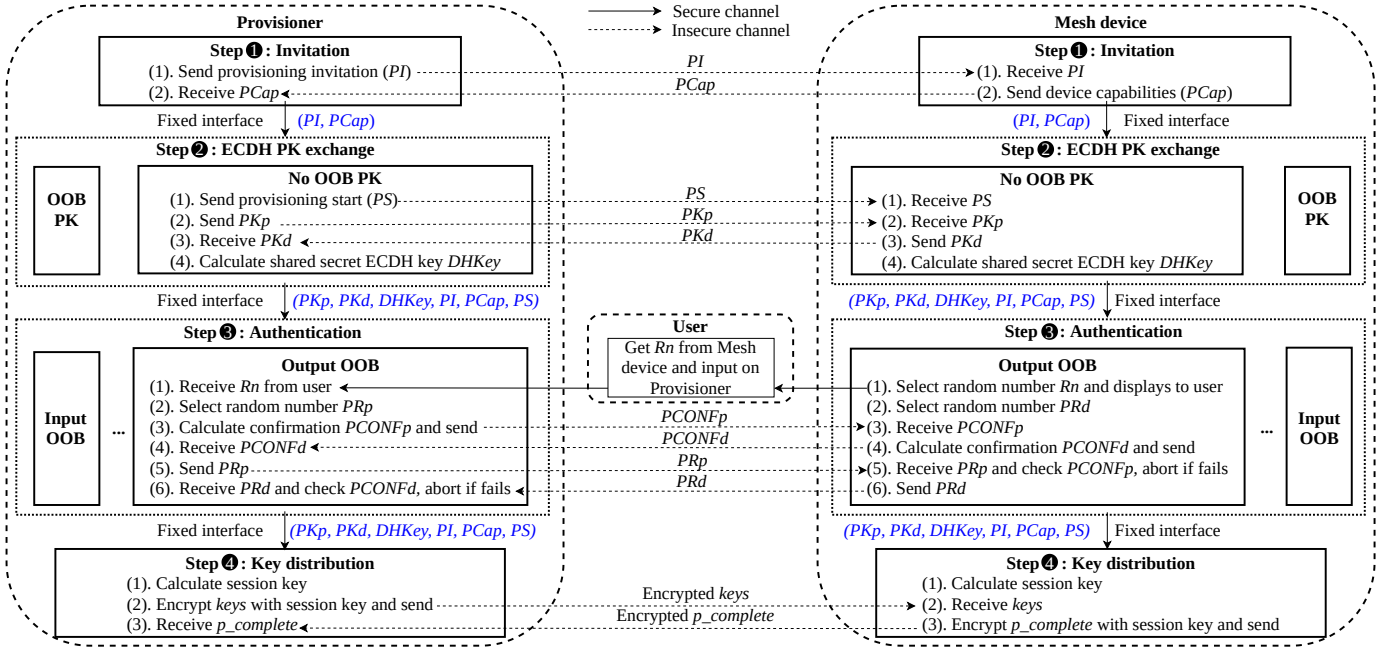 Provisioner
Secure channel
Insecure channel
Mesh device
Step ❶: Invitation
(1). Send provisioning invitation (PI)
(2). Receive PCap
PI
PCap
Step ❶: Invitation
(1). Receive PI
(2). Send device capabilities (PCap)
Fixed interface
(PI, PCap)
(PI, PCap)
Fixed interface
Step ❷: ECDH PK exchange
OOB
PK
No OOB PK
(1). Send provisioning start (PS)
(2). Send PKp
(3). Receive PKd
(4). Calculate shared secret ECDH key DHKey
PS
PKp
PKd
Step ❷: ECDH PK exchange
No OOB PK
(1). Receive PS
(2). Receive PKp
(3). Send PKd
(4). Calculate shared secret ECDH key DHKey
OOB
PK
Fixed interface
(PKp, PKd, DHKey, PI, PCap, PS)
(PKp, PKd, DHKey, PI, PCap, PS)
Fixed interface
Step ❸: Authentication
Input
OOB
...
Output OOB
(1). Receive Rn from user
(2). Select random number PRp
(3). Calculate confirmation PCONFp and send
(4). Receive PCONFd
(5). Send PRp
(6). Receive PRd and check PCONFd, abort if fails
User
Get Rn from Mesh
device and input on
Provisioner
PCONFp
PCONFd
PRp
PRd
Step ❸: Authentication
Output OOB
(1). Select random number Rn and displays to user
(2). Select random number PRd
(3). Receive PCONFp
(4). Calculate confirmation PCONFd and send
(5). Receive PRp and check PCONFp, abort if fails
(6). Send PRd
...
Input
OOB
Fixed interface
(PKp, PKd, DHKey, PI, PCap, PS)
(PKp, PKd, DHKey, PI, PCap, PS)
Fixed interface
Step ❹: Key distribution
(1). Calculate session key
(2). Encrypt keys with session key and send
(3). Receive p_complete
Encrypted keys
Encrypted p_complete
Step ❹: Key distribution
(1). Calculate session key
(2). Receive keys
(3). Encrypt p_complete with session key and send